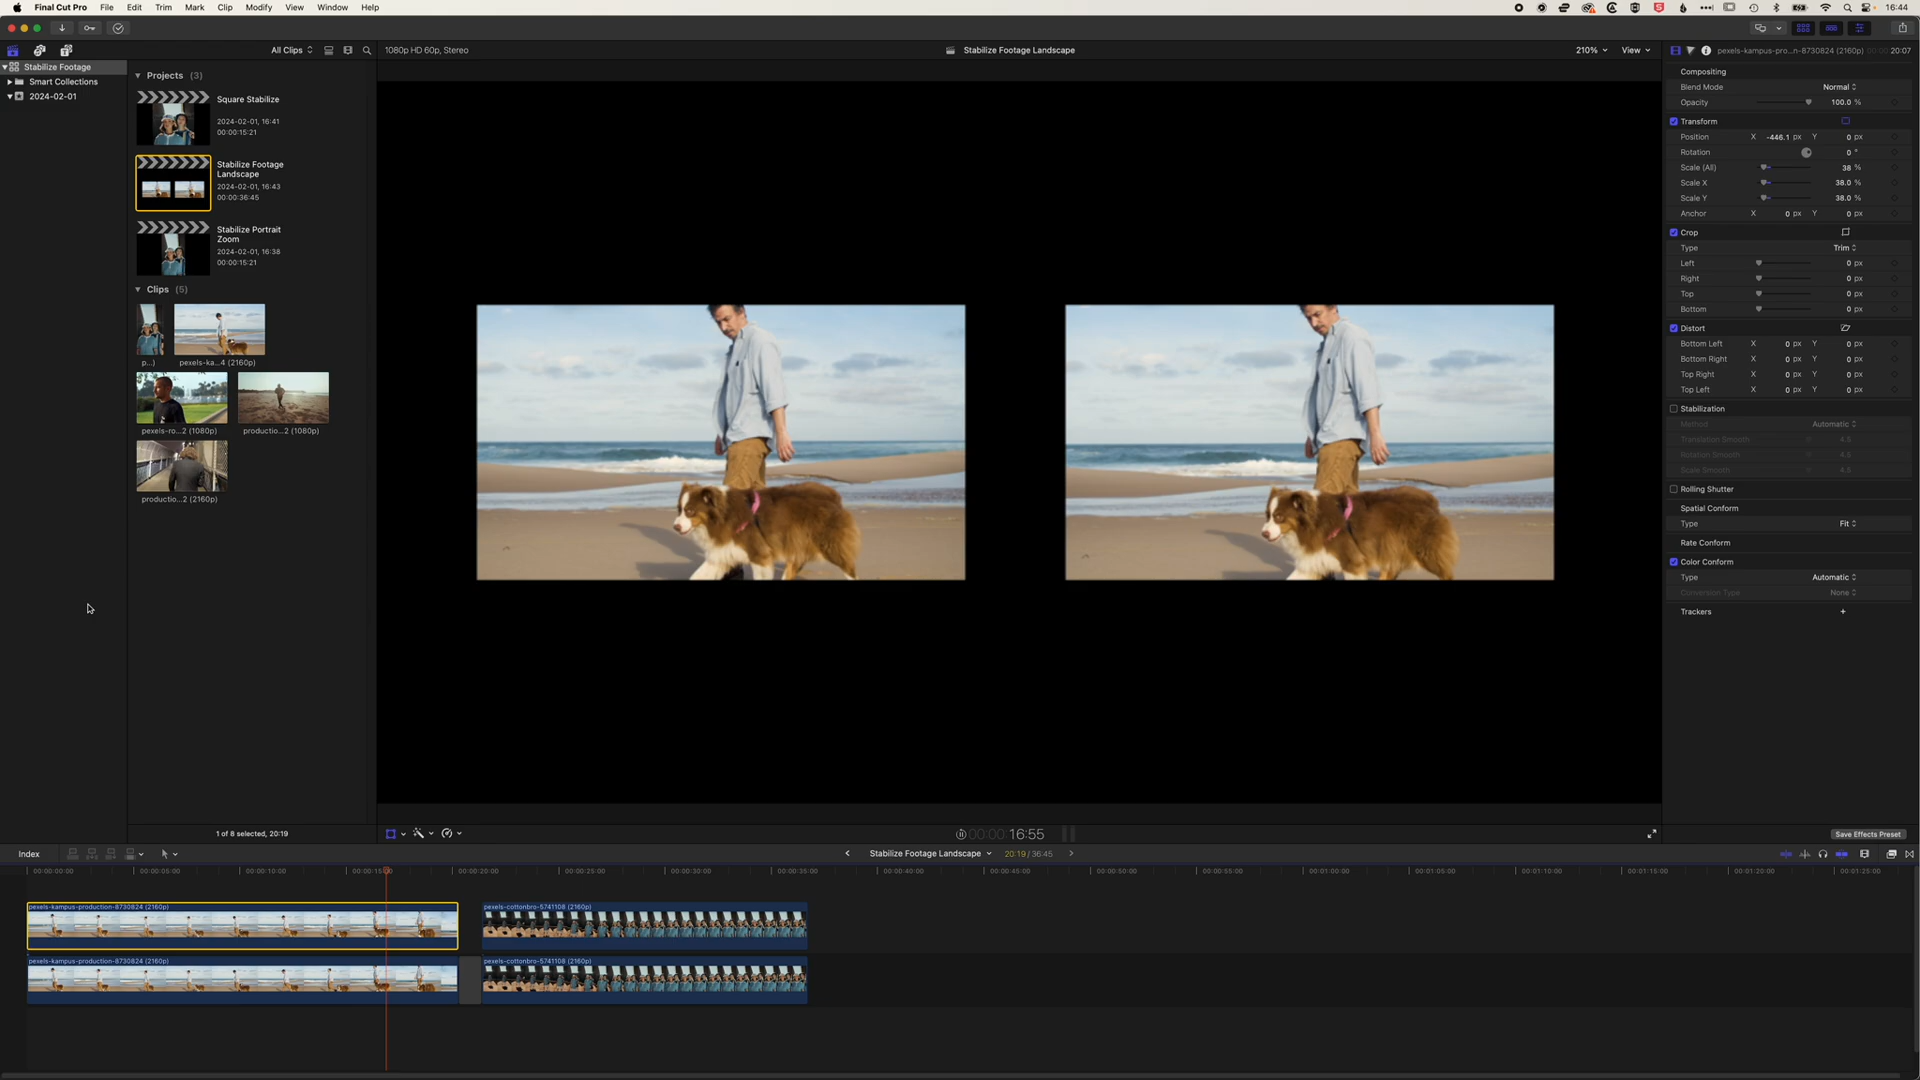 Final Cut Pro File Edit Trim Mark Clip Modify View Window Help 16:44
All Clips 1080p HD 60p, Stereo Stabilize Footage Landscape 210% View pexels-kampus-pro...n-8730824 (2160p) 00:00:20:07
Stabilize Footage
Smart Collections
2024-02-01
Projects (3)
Square Stabilize
2024-02-01, 16:41
00:00:15:21
Stabilize Footage
Landscape
2024-02-01, 16:43
00:00:36:45
Stabilize Portrait
Zoom
2024-02-01, 16:38
00:00:15:21
Clips (5)
p...) pexels-ka...4 (2160p)
pexels-ro...2 (1080p) productio...2 (1080p)
productio...2 (2160p)
1 of 8 selected, 20:19
Compositing
Blend Mode Normal
Opacity 100.0 %
Transform
Position X -446.1 px Y 0 px
Rotation 0 °
Scale (All) 38 %
Scale X 38.0 %
Scale Y 38.0 %
Anchor X 0 px Y 0 px
Crop
Type Trim
Left 0 px
Right 0 px
Top 0 px
Bottom 0 px
Distort
Bottom Left X 0 px Y 0 px
Bottom Right X 0 px Y 0 px
Top Right X 0 px Y 0 px
Top Left X 0 px Y 0 px
Stabilization
Method Automatic
Translation Smooth 4.5
Rotation Smooth 4.5
Scale Smooth 4.5
Rolling Shutter
Spatial Conform
Type Fit
Rate Conform
Color Conform
Type Automatic
Conversion Type None
Trackers +
Save Effects Preset
00:00:16:55
Index Stabilize Footage Landscape 20:19 / 36:45
00:00:00:00 00:00:05:00 00:00:10:00 00:00:15:00 00:00:20:00 00:00:25:00 00:00:30:00 00:00:35:00 00:00:40:00 00:00:45:00 00:00:50:00 00:00:55:00 00:01:00:00 00:01:05:00 00:01:10:00 00:01:15:00 00:01:20:00 00:01:25:00
pexels-kampus-production-8730824 (2160p) pexels-cottonbro-5741108 (2160p)
pexels-kampus-production-8730824 (2160p) pexels-cottonbro-5741108 (2160p)